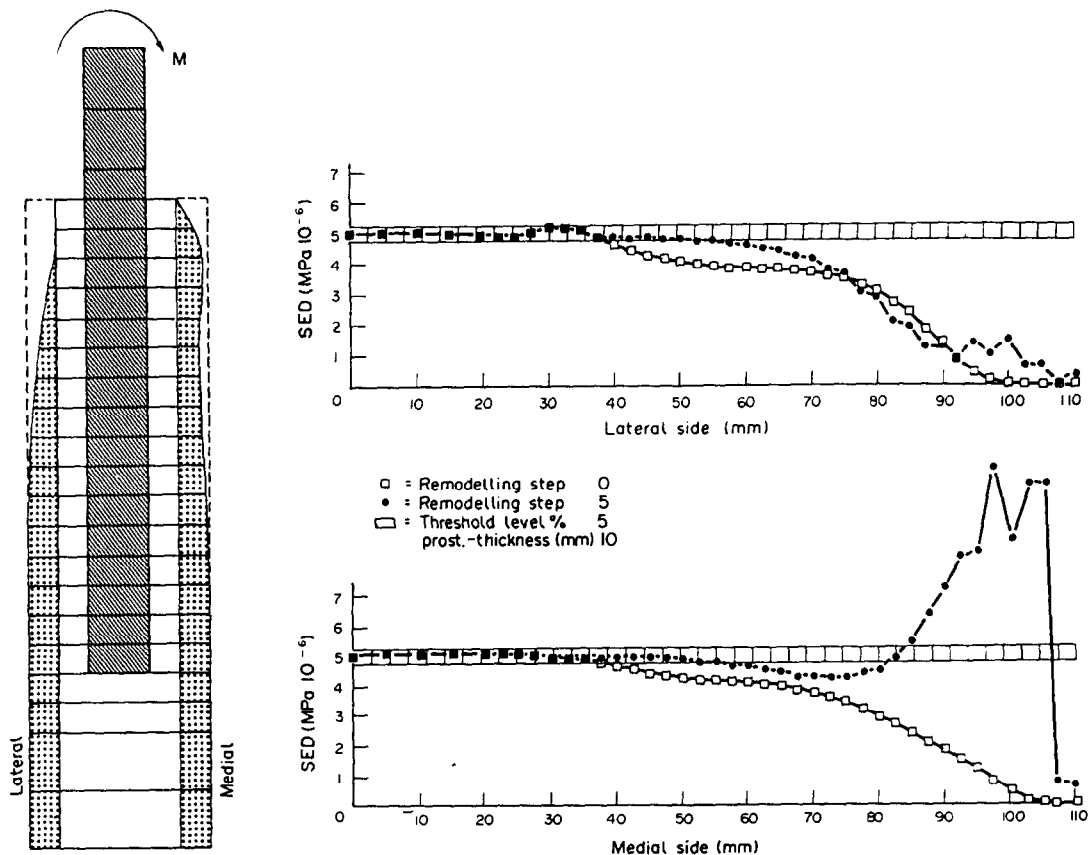 M
Lateral
Medial
SED (MPa 10⁻⁶)
7
6
5
4
3
2
1
0 10 20 30 40 50 60 70 80 90 100 110
Lateral side (mm)
□ = Remodelling step 0
• = Remodelling step 5
▭ = Threshold level % 5
prost.-thickness (mm) 10
SED (MPa 10⁻⁶)
7
6
5
4
3
2
1
0 10 20 30 40 50 60 70 80 90 100 110
Medial side (mm)